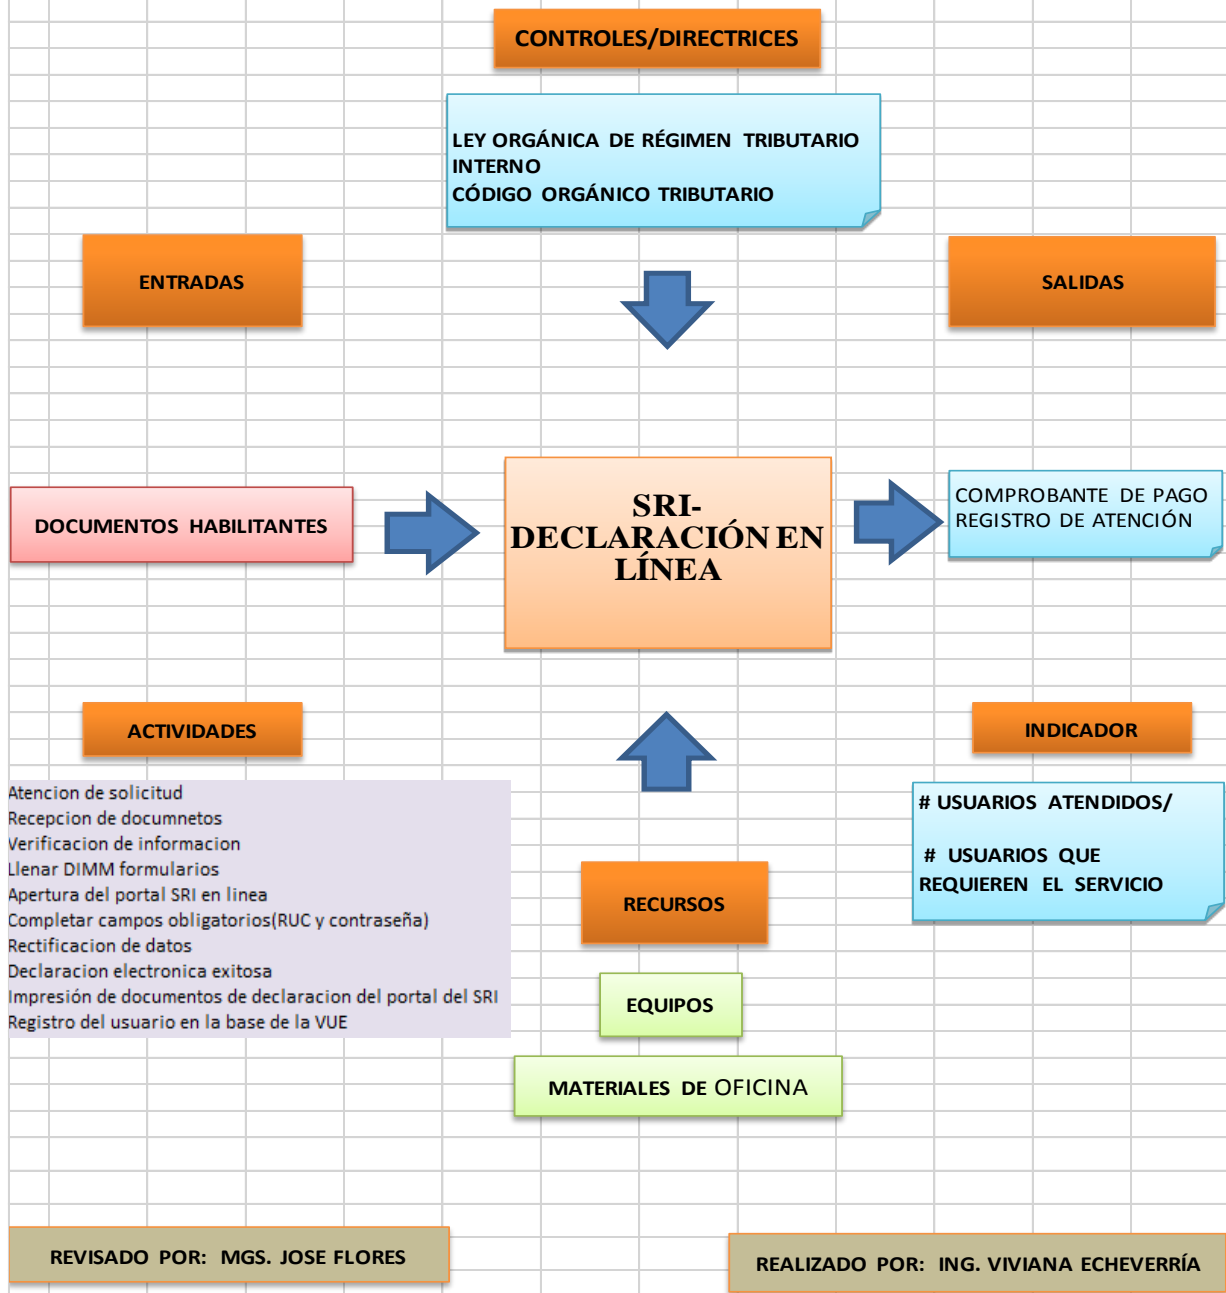 CONTROLES/DIRECTRICES
LEY ORGÁNICA DE RÉGIMEN TRIBUTARIO
INTERNO
CÓDIGO ORGÁNICO TRIBUTARIO
ENTRADAS
SALIDAS
DOCUMENTOS HABILITANTES
SRI-
DECLARACIÓN EN
LÍNEA
COMPROBANTE DE PAGO
REGISTRO DE ATENCIÓN
ACTIVIDADES
Atencion de solicitud
Recepcion de documnetos
Verificacion de informacion
Llenar DIMM formularios
Apertura del portal SRI en linea
Completar campos obligatorios(RUC y contraseña)
Rectificacion de datos
Declaracion electronica exitosa
Impresión de documentos de declaracion del portal del SRI
Registro del usuario en la base de la VUE
INDICADOR
# USUARIOS ATENDIDOS/
# USUARIOS QUE
REQUIEREN EL SERVICIO
RECURSOS
EQUIPOS
MATERIALES DE OFICINA
REVISADO POR: MGS. JOSE FLORES
REALIZADO POR: ING. VIVIANA ECHEVERRÍA